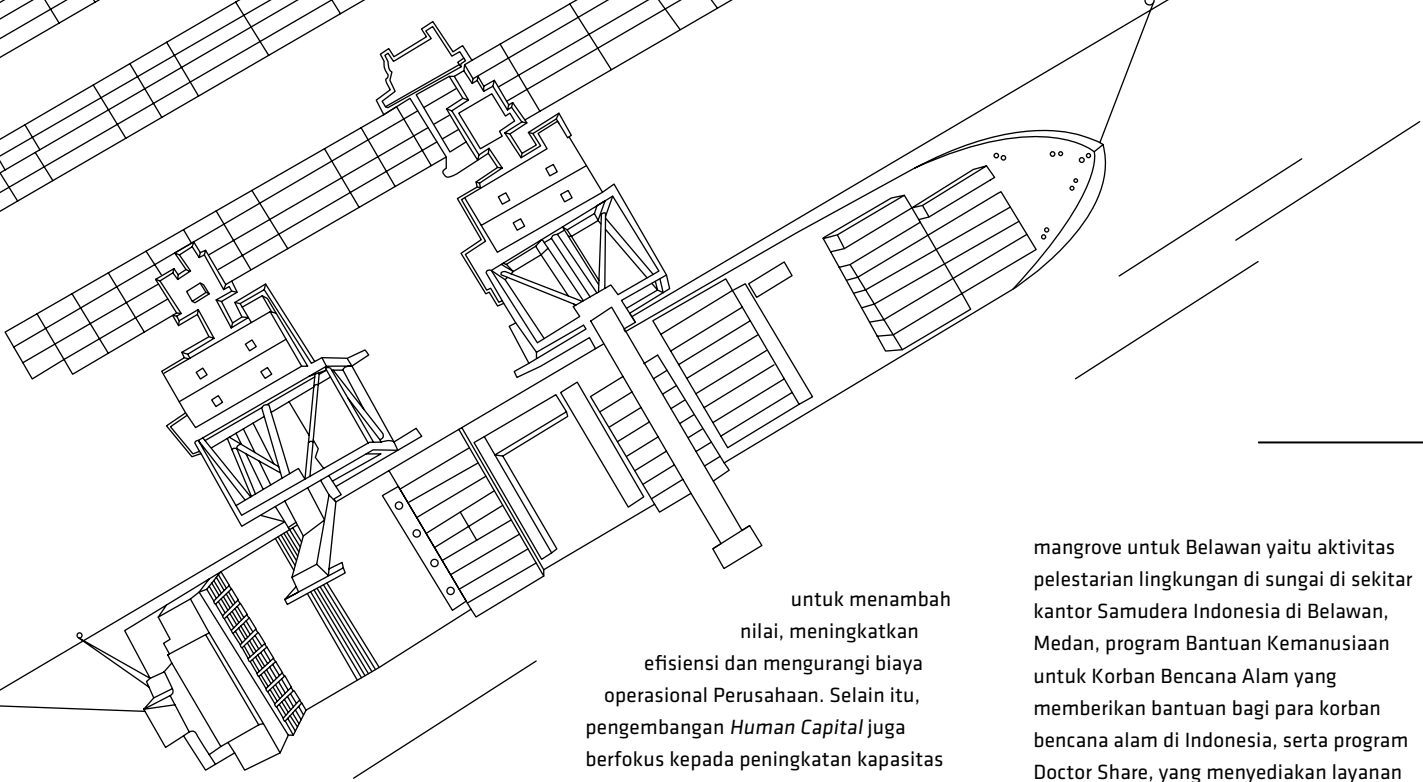 untuk menambah
nilai, meningkatkan
efisiensi dan mengurangi biaya
operasional Perusahaan. Selain itu,
pengembangan Human Capital juga
berfokus kepada peningkatan kapasitas
mangrove untuk Belawan yaitu aktivitas
pelestarian lingkungan di sungai di sekitar
kantor Samudera Indonesia di Belawan,
Medan, program Bantuan Kemanusiaan
untuk Korban Bencana Alam yang
memberikan bantuan bagi para korban
bencana alam di Indonesia, serta program
Doctor Share, yang menyediakan layanan